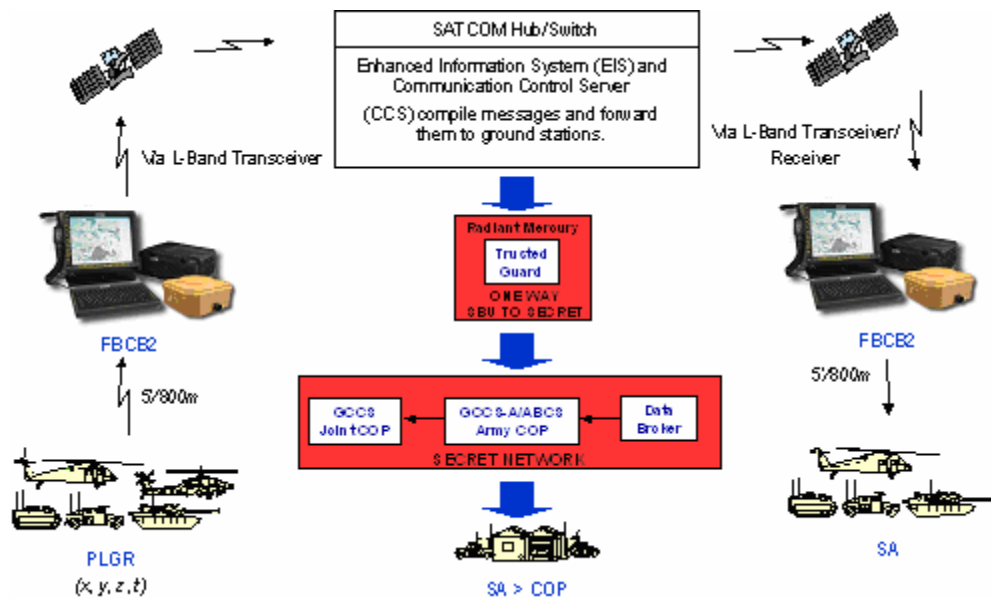 SATCOM Hub/Switch
Enhanced Information System (EIS) and
Communication Control Server
(CCS) compile messages and forward
them to ground stations.
Via L-Band Transceiver
Via L-Band Transceiver/
Receiver
Radiant Mercury
Trusted
Guard
ONE WAY
SBU TO SECRET
FBCB2
FBCB2
5'/800m
5'/800m
GCCS
Joint COP
GCCS-A/ABCS
Army COP
Data
Broker
SECRET NETWORK
PLGR
(x, y, z, t)
SA > COP
SA